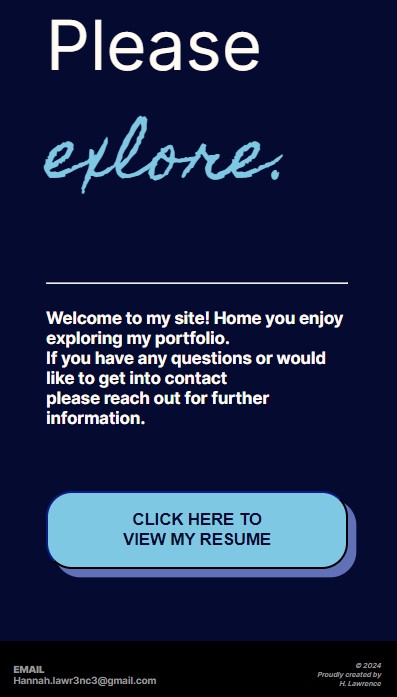 Please
exlore.
Welcome to my site! Home you enjoy
exploring my portfolio.
If you have any questions or would
like to get into contact
please reach out for further
information.
CLICK HERE TO
VIEW MY RESUME
EMAIL
Hannah.lawr3nc3@gmail.com
© 2024
Proudly created by
H. Lawrence